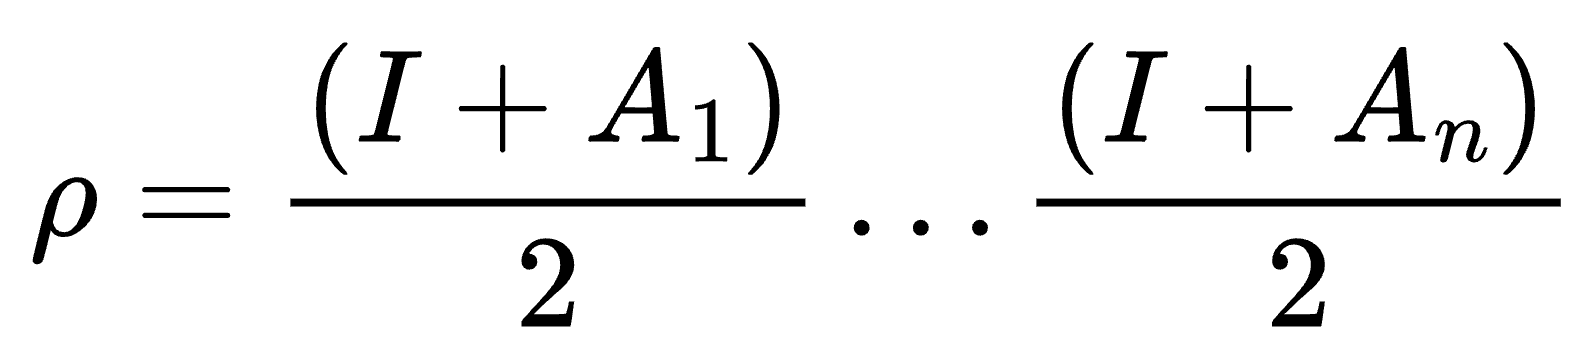 ρ = (I + A₁)/2 … (I + Aₙ)/2